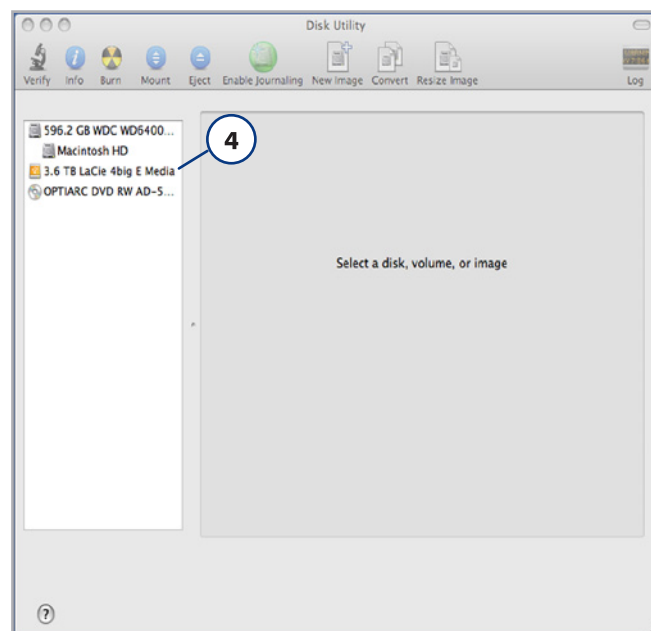 Disk Utility
Verify Info Burn Mount Eject Enable Journaling New Image Convert Resize Image Log
596.2 GB WDC WD6400...
Macintosh HD
3.6 TB LaCie 4big E Media
OPTIARC DVD RW AD-5...
4
Select a disk, volume, or image
?